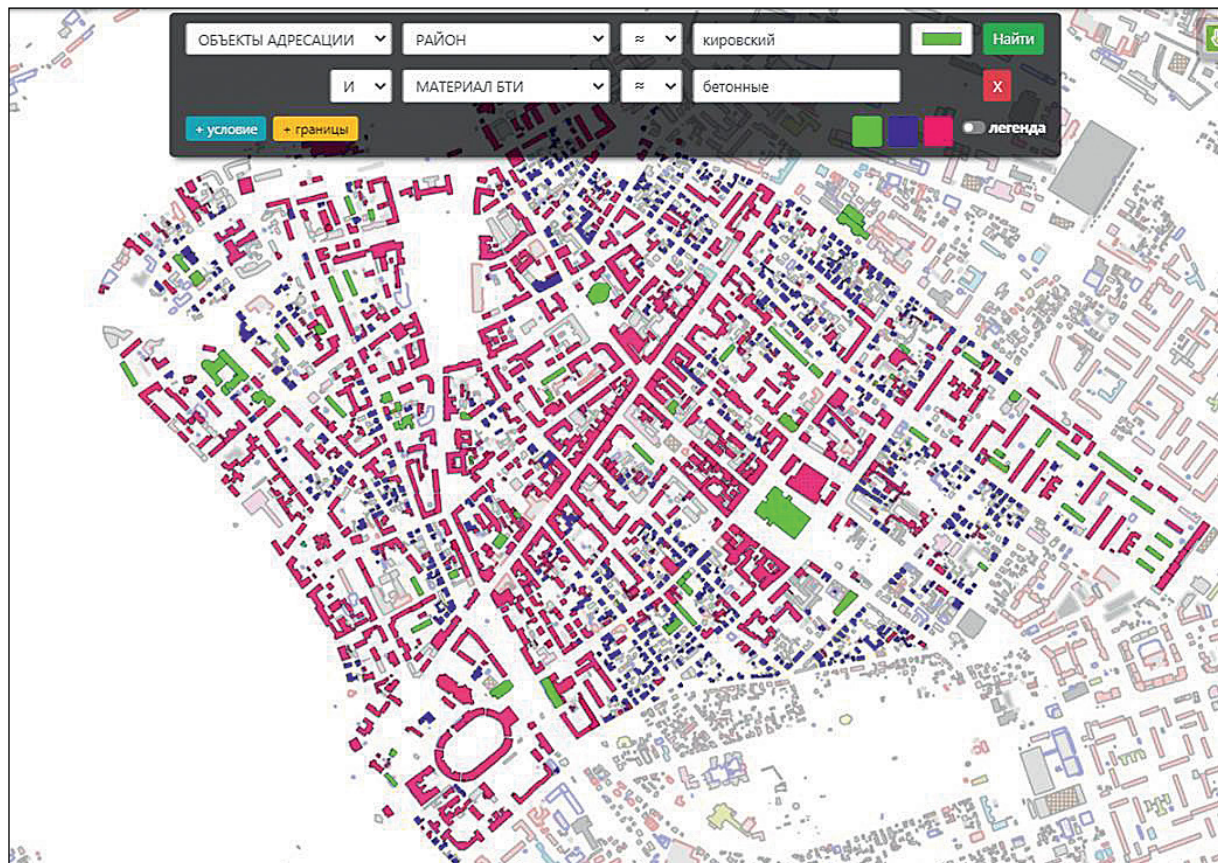 ОБЪЕКТЫ АДРЕСАЦИИ РАЙОН ≈ кировский Найти
И МАТЕРИАЛ БТИ ≈ бетонные X
+ условие + границы легенда